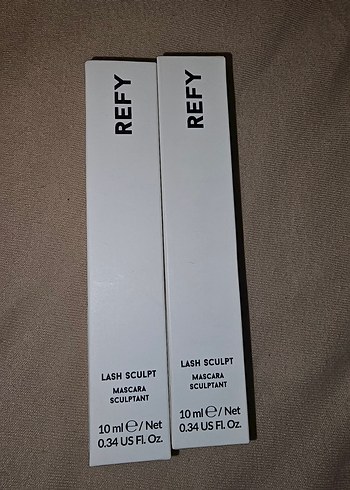 REFY
LASH SCULPT
MASCARA
SCULPTANT
10 ml ℮/ Net
0.34 US Fl. Oz.
REFY
LASH SCULPT
MASCARA
SCULPTANT
10 ml ℮/ Net
0.34 US Fl. Oz.